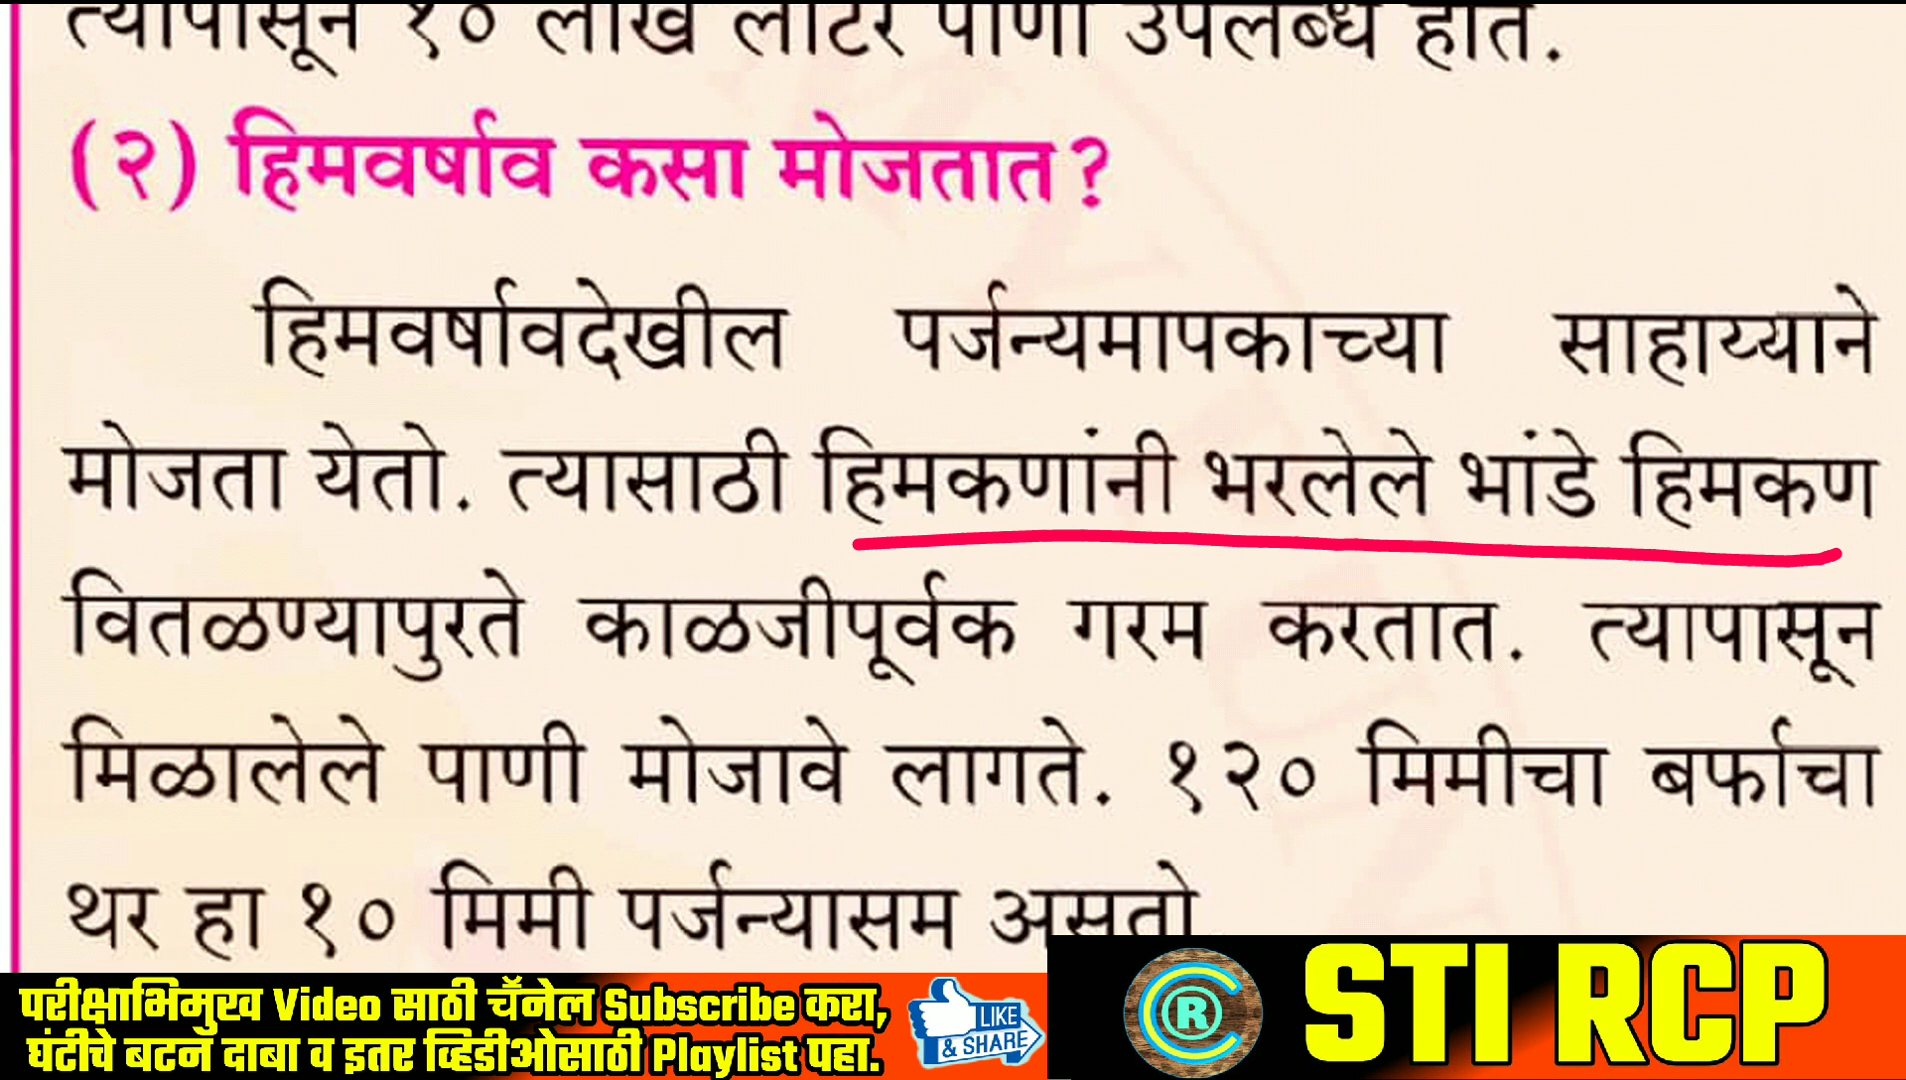 त्यापासून १० लाख लीटर पाणी उपलब्ध होते.
(२) हिमवर्षाव कसा मोजतात?
हिमवर्षावदेखील पर्जन्यमापकाच्या साहाय्याने
मोजता येतो. त्यासाठी हिमकणांनी भरलेले भांडे हिमकण
वितळण्यापुरते काळजीपूर्वक गरम करतात. त्यापासून
मिळालेले पाणी मोजावे लागते. १२० मिमीचा बर्फाचा
थर हा १० मिमी पर्जन्यासम असतो
परीक्षाभिमुख Video साठी चॅनेल Subscribe करा,
घंटीचे बटन दाबा व इतर व्हिडीओसाठी Playlist पहा.
LIKE
& SHARE
C
R
STI RCP